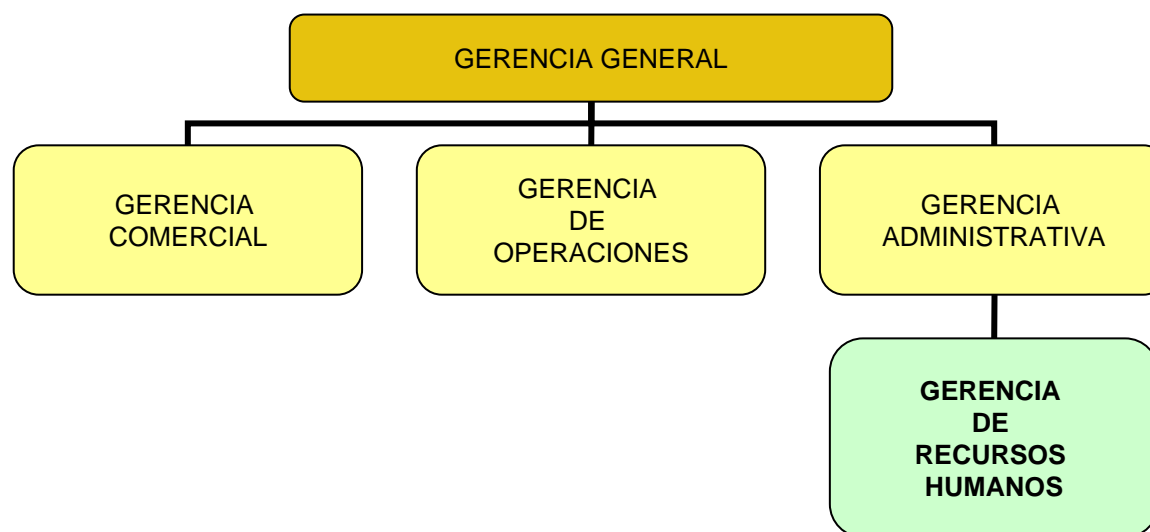 GERENCIA GENERAL
GERENCIA
COMERCIAL
GERENCIA
DE
OPERACIONES
GERENCIA
ADMINISTRATIVA
GERENCIA
DE
RECURSOS
HUMANOS